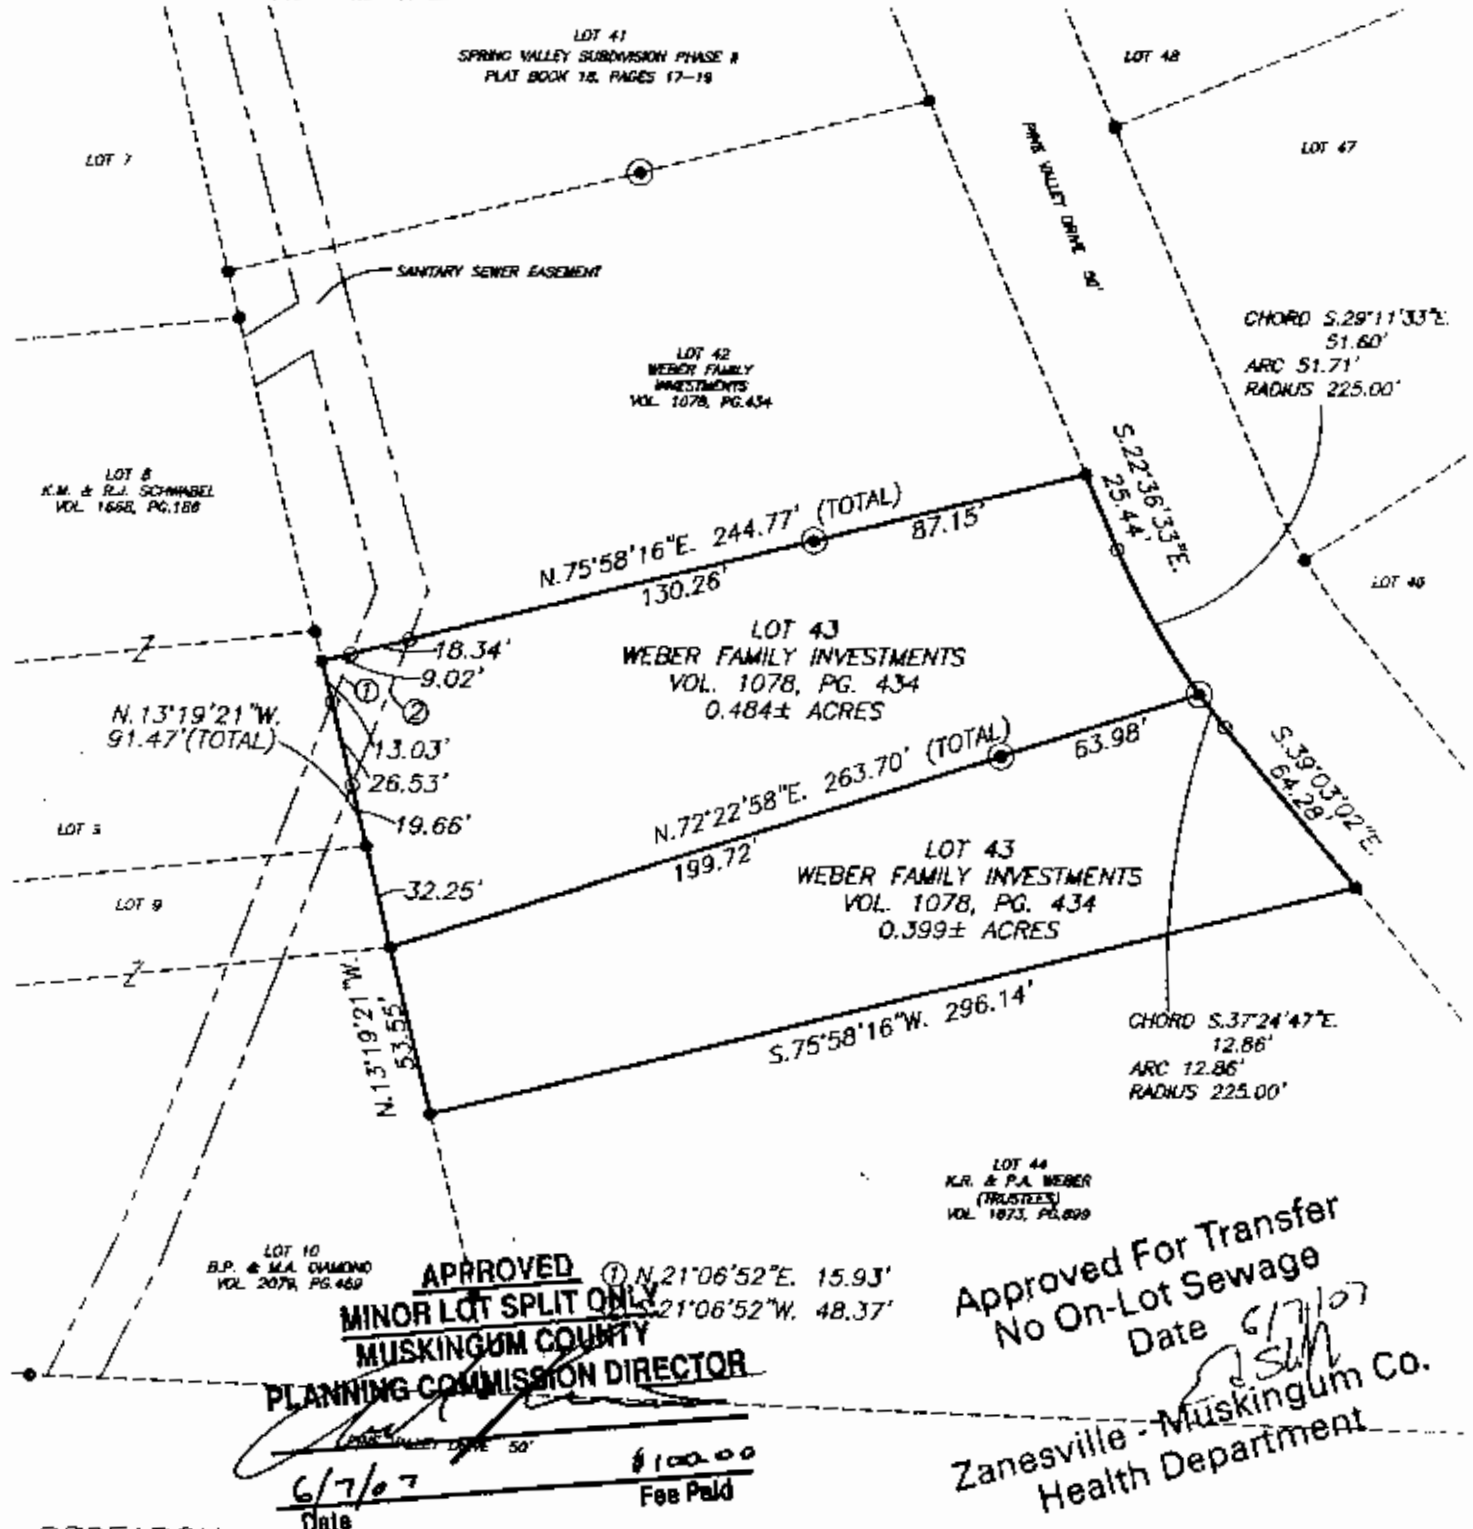 LOT 41
SPRING VALLEY SUBDIVISION PHASE II
PLAT BOOK 18, PAGES 17-19
LOT 48
LOT 7
LOT 47
PINE VALLEY DRIVE 50'
SANITARY SEWER EASEMENT
CHORD S.29°11'33"E.
51.60'
ARC 51.71'
RADIUS 225.00'
LOT 42
WEBER FAMILY
INVESTMENTS
VOL. 1078, PG.434
LOT 8
K.M. & R.J. SCHWABEL
VOL. 1668, PG.186
S.22°36'33"E.
25.44'
N.75°58'16"E. 244.77' (TOTAL)
87.15'
130.26'
LOT 46
LOT 43
WEBER FAMILY INVESTMENTS
VOL. 1078, PG. 434
0.484± ACRES
18.34'
9.02'
1
2
N.13°19'21"W.
91.47'(TOTAL)
13.03'
26.53'
19.66'
32.25'
N.72°22'58"E. 263.70' (TOTAL)
63.98'
199.72'
S.39°03'02"E.
64.28'
LOT
LOT 9
LOT 43
WEBER FAMILY INVESTMENTS
VOL. 1078, PG. 434
0.399± ACRES
N.13°19'21"W.
53.55'
S.75°58'16"W. 296.14'
CHORD S.37°24'47"E.
12.86'
ARC 12.86'
RADIUS 225.00'
LOT 44
K.R. & P.A. WEBER
(TRUSTEES)
VOL. 1873, PG.899
LOT 10
B.P. & M.A. DIAMOND
VOL. 2079, PG.469
1 N.21°06'52"E. 15.93'
S.21°06'52"W. 48.37'
APPROVED
MINOR LOT SPLIT ONLY
MUSKINGUM COUNTY
PLANNING COMMISSION DIRECTOR
PINE VALLEY DRIVE 50'
6/7/07 $100.00
Date Fee Paid
Approved For Transfer
No On-Lot Sewage
Date 6/7/07
Zanesville - Muskingum Co.
Health Department